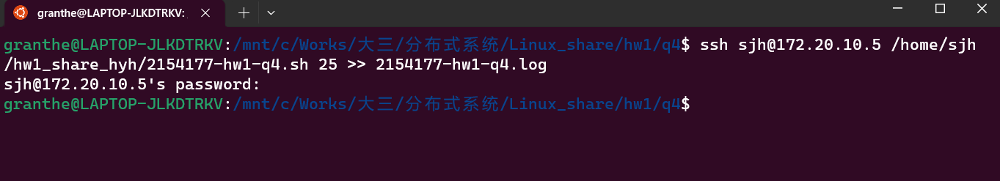 granthe@LAPTOP-JLKDTRKV: 
granthe@LAPTOP-JLKDTRKV:/mnt/c/Works/大三/分布式系统/Linux_share/hw1/q4$ ssh sjh@172.20.10.5 /home/sjh
/hw1_share_hyh/2154177-hw1-q4.sh 25 >> 2154177-hw1-q4.log
sjh@172.20.10.5's password:
granthe@LAPTOP-JLKDTRKV:/mnt/c/Works/大三/分布式系统/Linux_share/hw1/q4$